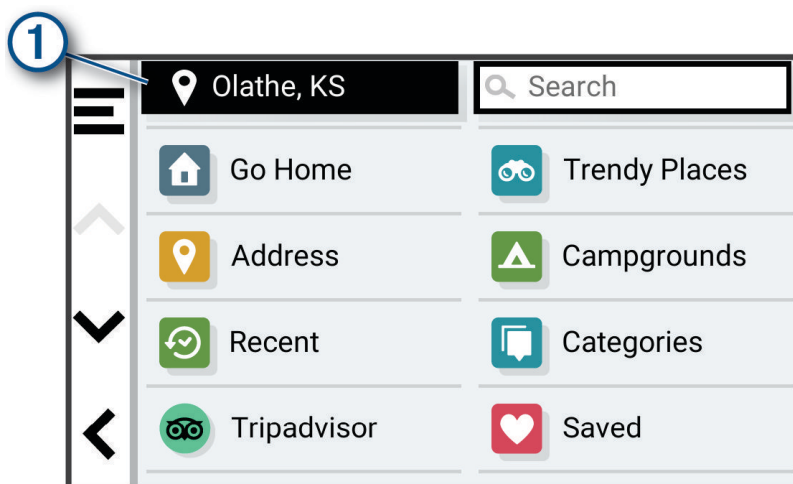 1
Olathe, KS
Search
Go Home
Trendy Places
Address
Campgrounds
Recent
Categories
Tripadvisor
Saved